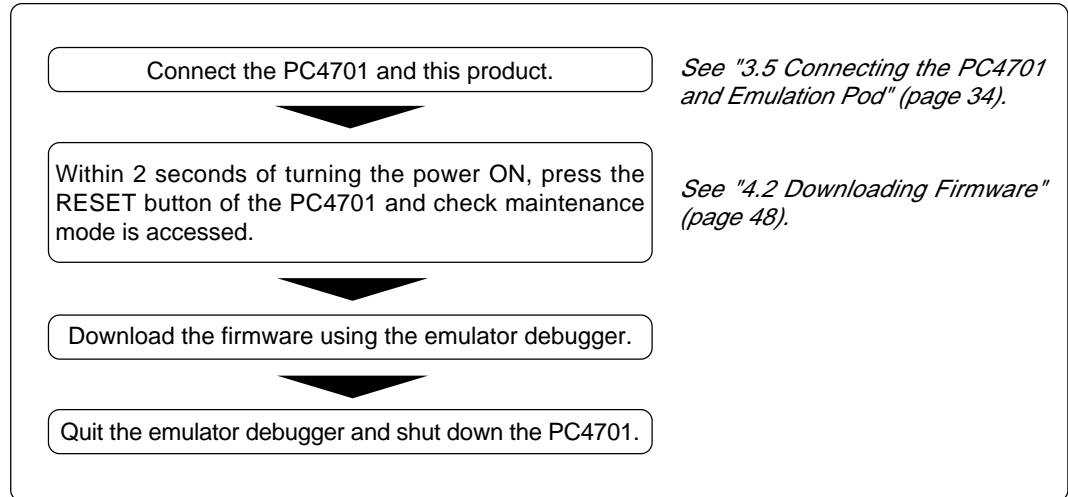 Connect the PC4701 and this product.
See "3.5 Connecting the PC4701
and Emulation Pod" (page 34).
Within 2 seconds of turning the power ON, press the
RESET button of the PC4701 and check maintenance
mode is accessed.
See "4.2 Downloading Firmware"
(page 48).
Download the firmware using the emulator debugger.
Quit the emulator debugger and shut down the PC4701.